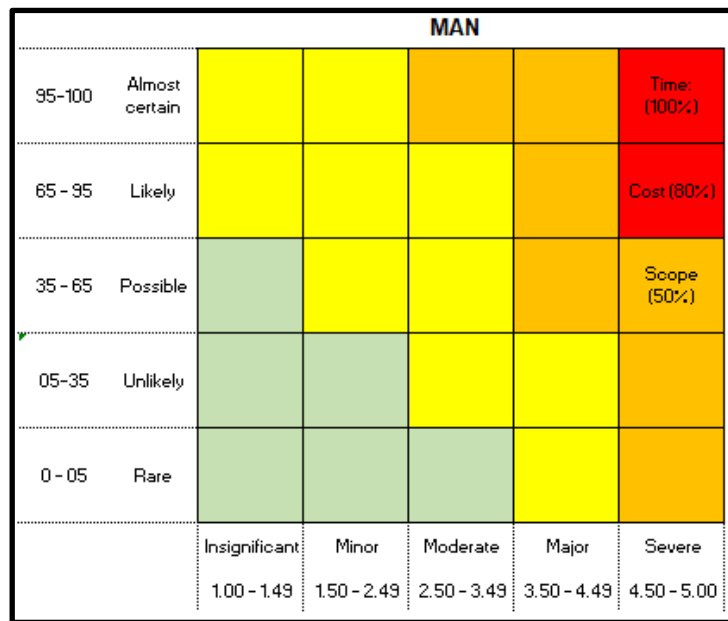 MAN
95-100 Almost certain Time: (100%)
65 - 95 Likely Cost (80%)
35 - 65 Possible Scope (50%)
05-35 Unlikely
0 - 05 Rare
Insignificant Minor Moderate Major Severe
1.00 - 1.49 1.50 - 2.49 2.50 - 3.49 3.50 - 4.49 4.50 - 5.00